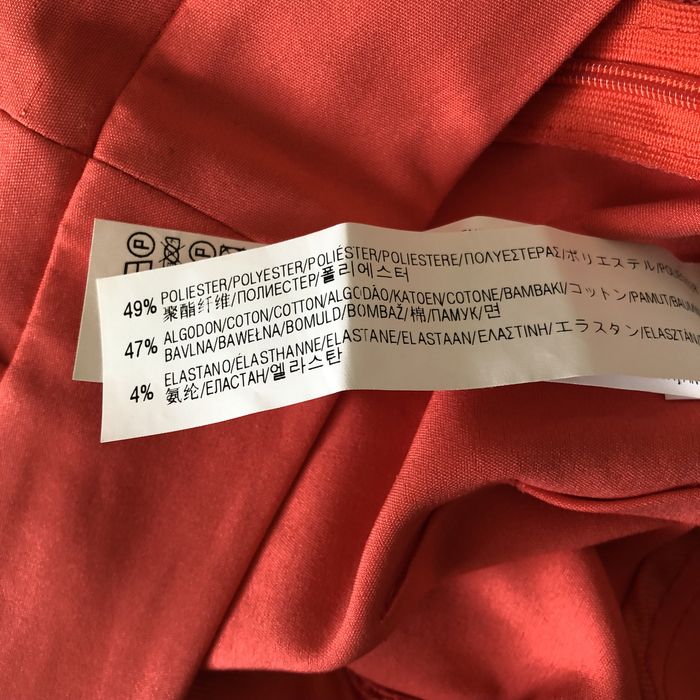 49% POLIESTER/POLYESTER/POLIÉSTER/POLIESTERE/ΠΟΛΥΕΣΤΕΡΑΣ/ポリエステル/
聚酯纤维/ПОЛИЕСТЕР/폴리에스터
47% ALGODON/COTON/COTTON/ALGODÃO/KATOEN/COTONE/BAMBAKI/コットン/PAMUT/
BAVLNA/BAWEŁNA/BOMULD/BOMBAŽ/棉/ПАМУК/면
4% ELASTANO/ÉLASTHANNE/ELASTANE/ELASTAAN/ΕΛΑΣΤΙΝΗ/エラスタン/
氨纶/ЕЛАСТАН/엘라스탄